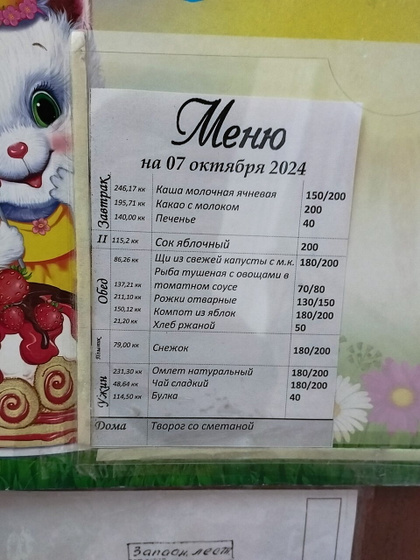 Меню
на 07 октября 2024
Завтрак
246,17 кк Каша молочная ячневая 150/200
195,71 кк Какао с молоком 200
140,00 кк Печенье 40
II 115,2 кк Сок яблочный 200
Обед
86,26 кк Щи из свежей капусты с м.к. 180/200
Рыба тушеная с овощами в
137,21 кк томатном соусе 70/80
211,10 кк Рожки отварные 130/150
150,12 кк Компот из яблок 180/200
21,20 кк Хлеб ржаной 50
79,00 кк Снежок 180/200
Ужин
231,30 кк Омлет натуральный 180/200
48,64 кк Чай сладкий 180/200
114,50 кк Булка 40
Дома Творог со сметаной
Запасн. лест